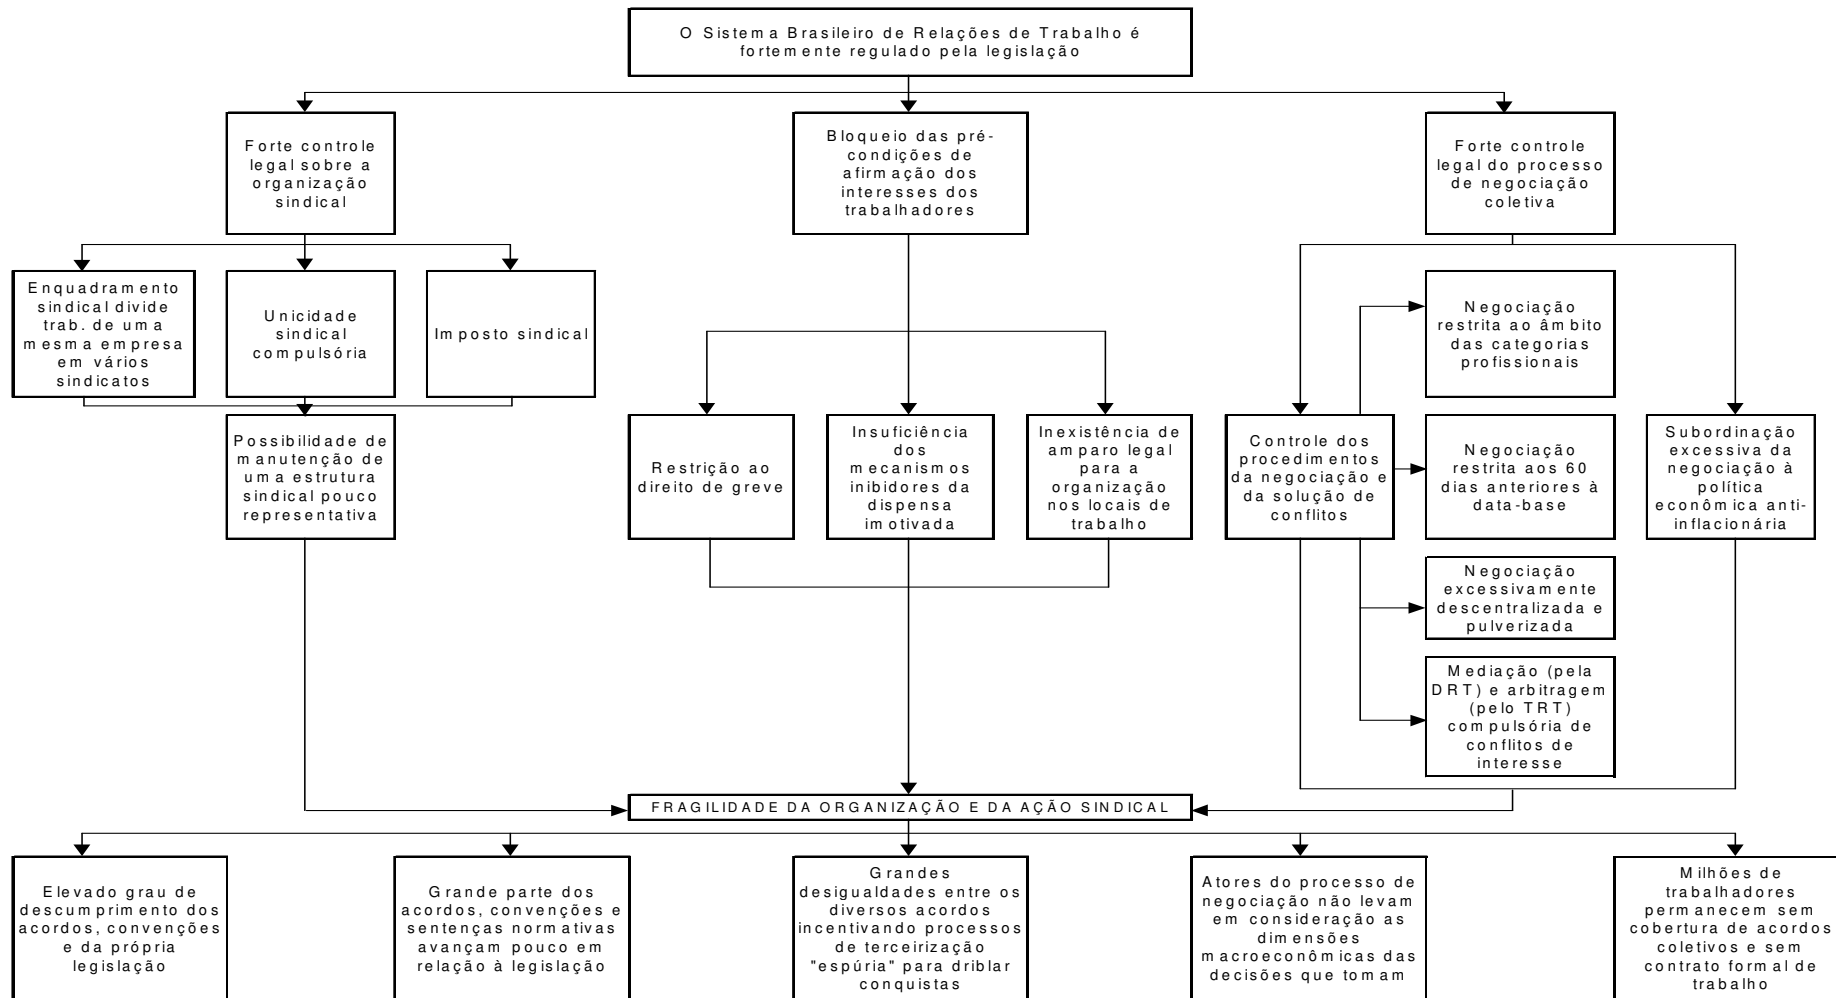 O Sistema Brasileiro de Relações de Trabalho é
fortemente regulado pela legislação
Forte controle
legal sobre a
organização
sindical
Bloqueio das pré-
condições de
afirmação dos
interesses dos
trabalhadores
Forte controle
legal do processo
de negociação
coletiva
Enquadramento
sindical divide
trab. de uma
mesma empresa
em vários
sindicatos
Unicidade
sindical
compulsória
Imposto sindical
Negociação
restrita ao âmbito
das categorias
profissionais
Possibilidade de
manutenção de
uma estrutura
sindical pouco
representativa
Restrição ao
direito de greve
Insuficiência
dos
mecanismos
inibidores da
dispensa
imotivada
Inexistência de
amparo legal
para a
organização
nos locais de
trabalho
Controle dos
procedimentos
da negociação e
da solução de
conflitos
Negociação
restrita aos 60
dias anteriores à
data-base
Subordinação
excessiva da
negociação à
política
econômica anti-
inflacionária
Negociação
excessivamente
descentralizada e
pulverizada
Mediação (pela
DRT) e arbitragem
(pelo TRT)
compulsória de
conflitos de
interesse
FRAGILIDADE DA ORGANIZAÇÃO E DA AÇÃO SINDICAL
Elevado grau de
descumprimento dos
acordos, convenções
e da própria
legislação
Grande parte dos
acordos, convenções e
sentenças normativas
avançam pouco em
relação à legislação
Grandes
desigualdades entre os
diversos acordos
incentivando processos
de terceirização
"espúria" para driblar
conquistas
Atores do processo de
negociação não levam
em consideração as
dimensões
macroeconômicas das
decisões que tomam
Milhões de
trabalhadores
permanecem sem
cobertura de acordos
coletivos e sem
contrato formal de
trabalho